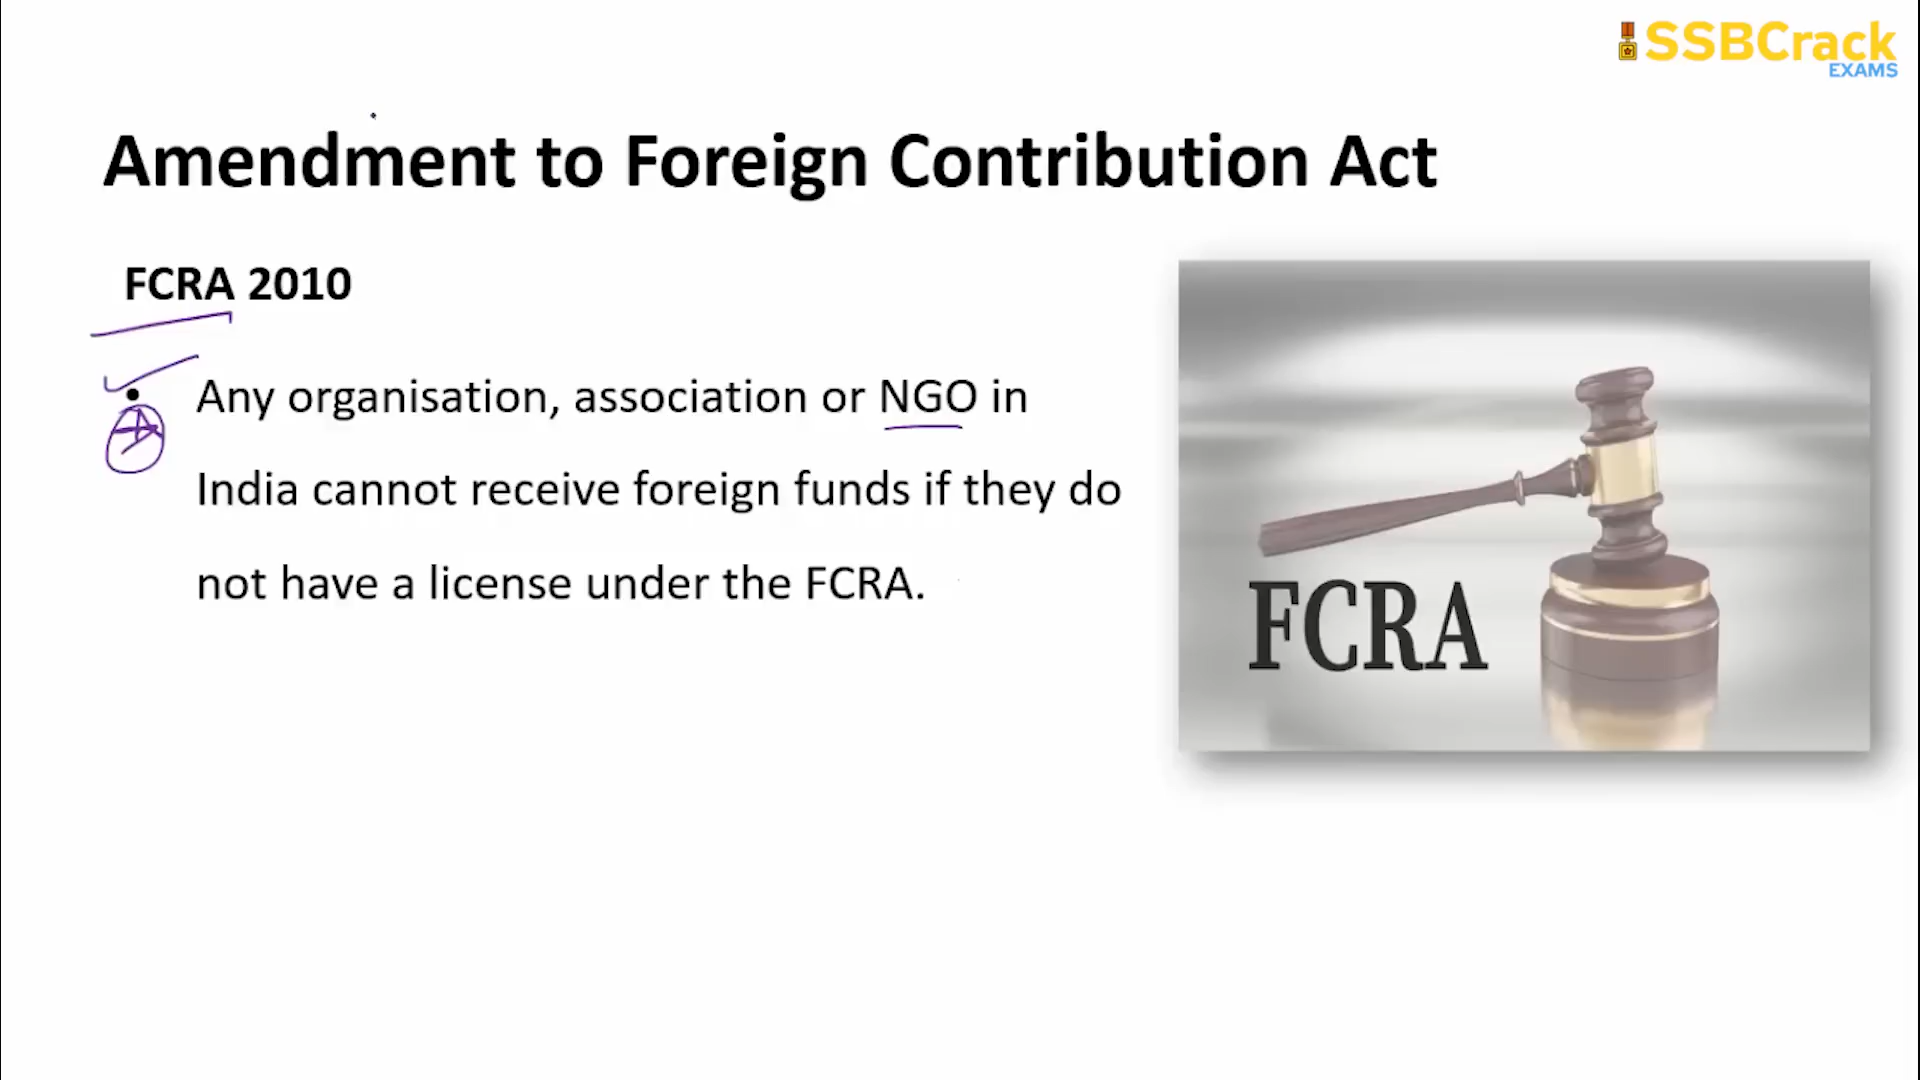 SSBCrack
EXAMS
Amendment to Foreign Contribution Act
FCRA 2010
• Any organisation, association or NGO in
India cannot receive foreign funds if they do
not have a license under the FCRA.
FCRA